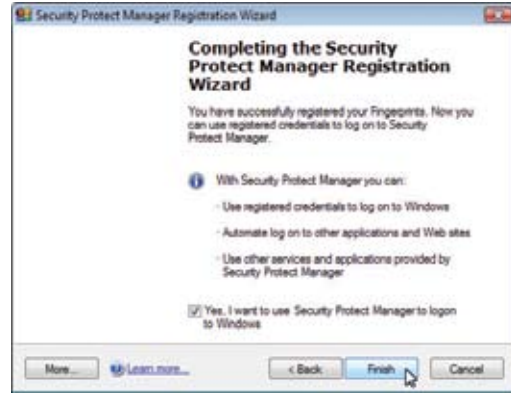 Security Protect Manager Registration Wizard
Completing the Security
Protect Manager Registration
Wizard
You have successfully registered your Fingerprints. Now you
can use registered credentials to log on to Security
Protect Manager.
With Security Protect Manager you can:
· Use registered credentials to log on to Windows
· Automate log on to other applications and Web sites
· Use other services and applications provided by
Security Protect Manager
Yes, I want to use Security Protect Manager to logon
to Windows
More... Learn more... < Back Finish Cancel